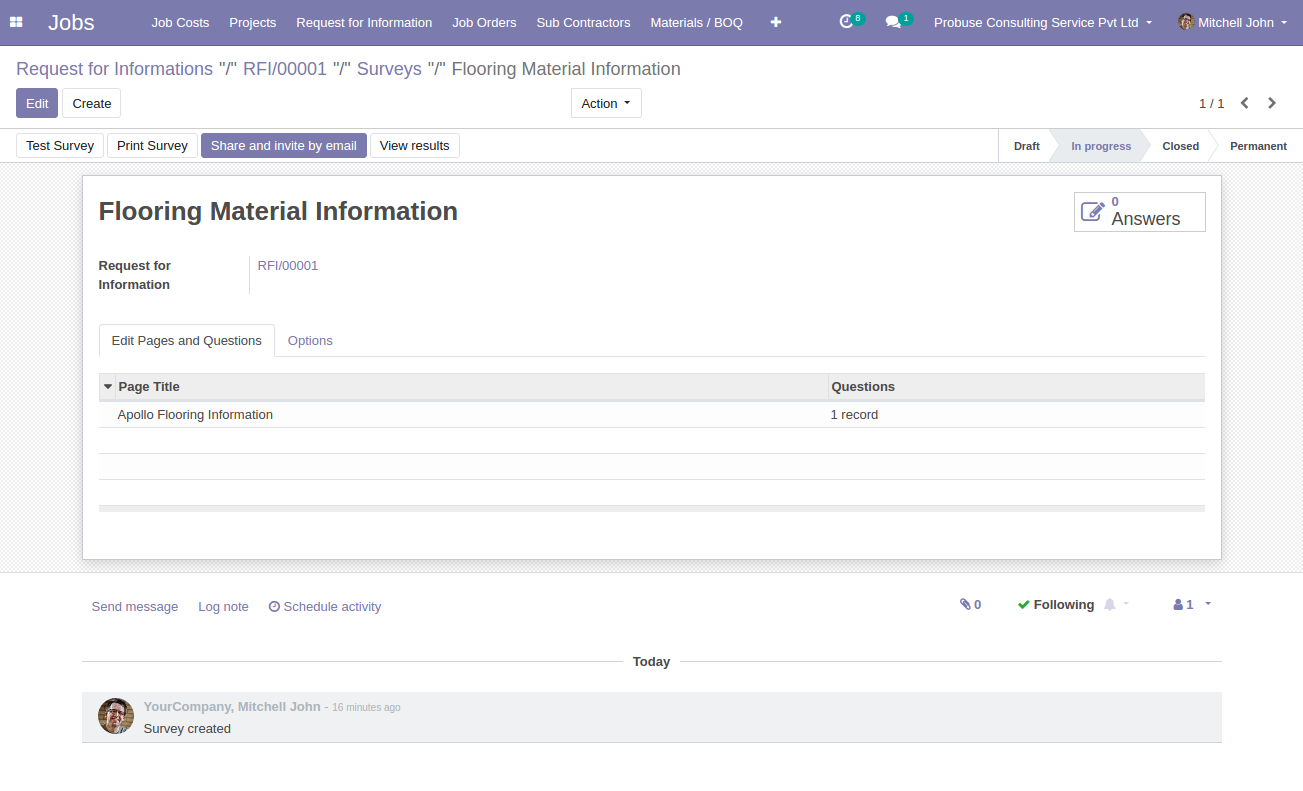 Jobs Job Costs Projects Request for Information Job Orders Sub Contractors Materials / BOQ 8 1 Probuse Consulting Service Pvt Ltd Mitchell John
Request for Informations "/" RFI/00001 "/" Surveys "/" Flooring Material Information
Edit Create Action 1 / 1
Test Survey Print Survey Share and invite by email View results Draft In progress Closed Permanent
Flooring Material Information
0
Answers
Request for
Information
RFI/00001
Edit Pages and Questions Options
Page Title Questions
Apollo Flooring Information 1 record
Send message Log note Schedule activity 0 Following 1
Today
YourCompany, Mitchell John - 16 minutes ago
Survey created